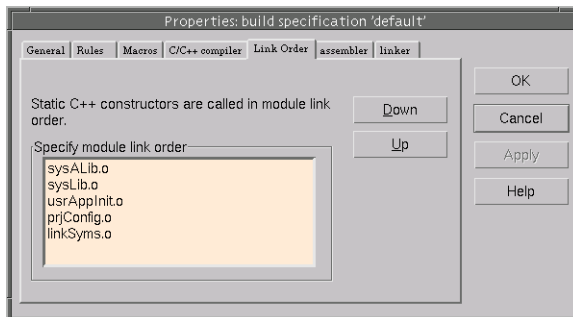 Properties: build specification 'default'
General Rules Macros C/C++ compiler Link Order assembler linker
Static C++ constructors are called in module link
order.
Specify module link order
sysALib.o
sysLib.o
usrAppInit.o
prjConfig.o
linkSyms.o
Down
Up
OK
Cancel
Apply
Help